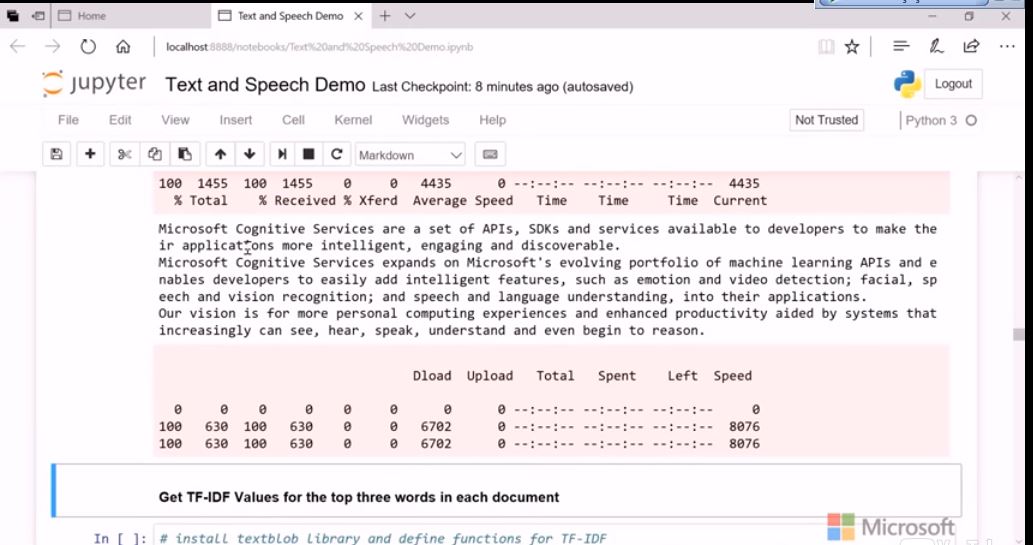 Home
Text and Speech Demo
localhost:8888/notebooks/Text%20and%20Speech%20Demo.ipynb
jupyter Text and Speech Demo Last Checkpoint: 8 minutes ago (autosaved)
Logout
File Edit View Insert Cell Kernel Widgets Help
Not Trusted
Python 3
Markdown
100 1455 100 1455 0 0 4435 0 --:--:-- --:--:-- --:--:-- 4435
% Total % Received % Xferd Average Speed Time Time Time Current
Microsoft Cognitive Services are a set of APIs, SDKs and services available to developers to make the
ir applications more intelligent, engaging and discoverable.
Microsoft Cognitive Services expands on Microsoft's evolving portfolio of machine learning APIs and e
nables developers to easily add intelligent features, such as emotion and video detection; facial, sp
eech and vision recognition; and speech and language understanding, into their applications.
Our vision is for more personal computing experiences and enhanced productivity aided by systems that
increasingly can see, hear, speak, understand and even begin to reason.
Dload Upload Total Spent Left Speed
0 0 0 0 0 0 0 0 --:--:-- --:--:-- --:--:-- 0
100 630 100 630 0 0 6702 0 --:--:-- --:--:-- --:--:-- 8076
100 630 100 630 0 0 6702 0 --:--:-- --:--:-- --:--:-- 8076
Get TF-IDF Values for the top three words in each document
In [ ]: # install textblob library and define functions for TF-IDF
Microsoft